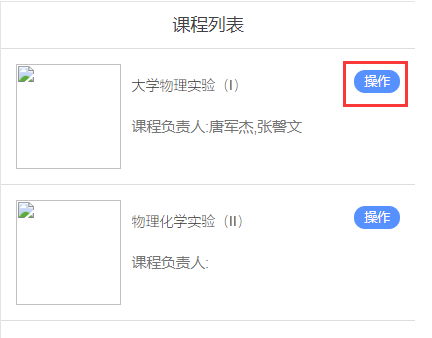 课程列表
大学物理实验（I）
操作
课程负责人:唐军杰,张謦文
物理化学实验（II）
操作
课程负责人: